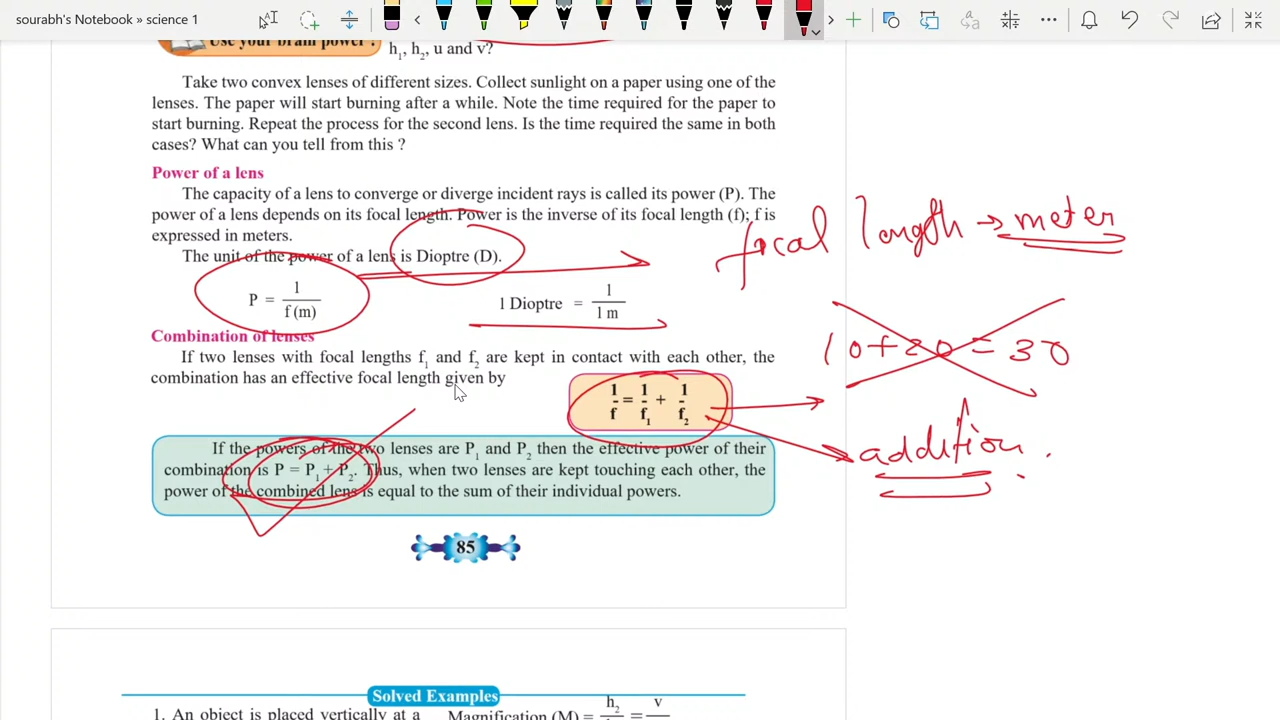 sourabh's Notebook » science 1
Use your brain power !
h₁, h₂, u and v?
Take two convex lenses of different sizes. Collect sunlight on a paper using one of the
lenses. The paper will start burning after a while. Note the time required for the paper to
start burning. Repeat the process for the second lens. Is the time required the same in both
cases? What can you tell from this ?
Power of a lens
The capacity of a lens to converge or diverge incident rays is called its power (P). The
power of a lens depends on its focal length. Power is the inverse of its focal length (f); f is
expressed in meters.
The unit of the power of a lens is Dioptre (D).
P = 1 / f (m)
1 Dioptre = 1 / 1 m
focal length → meter
Combination of lenses
If two lenses with focal lengths f₁ and f₂ are kept in contact with each other, the
combination has an effective focal length given by
1/f = 1/f₁ + 1/f₂
10+20 = 30
addition.
If the powers of the two lenses are P₁ and P₂ then the effective power of their
combination is P = P₁ + P₂. Thus, when two lenses are kept touching each other, the
power of the combined lens is equal to the sum of their individual powers.
85
Solved Examples
1. An object is placed vertically at a
Magnification (M) = h₂ / = v /